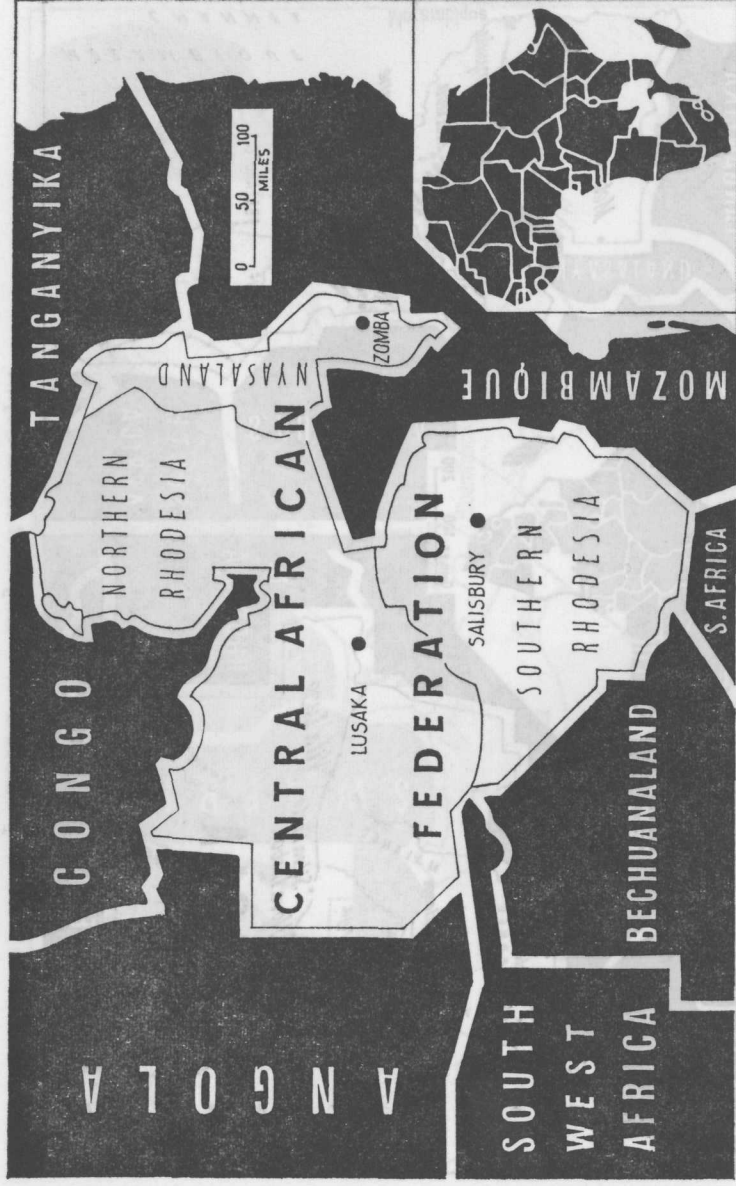 TANGANYIKA
CONGO
0 50 100
MILES
NORTHERN
RHODESIA
NYASALAND
ZOMBA
CENTRAL AFRICAN
FEDERATION
LUSAKA
SALISBURY
SOUTHERN
RHODESIA
MOZAMBIQUE
ANGOLA
SOUTH
WEST
AFRICA
BECHUANALAND
S. AFRICA